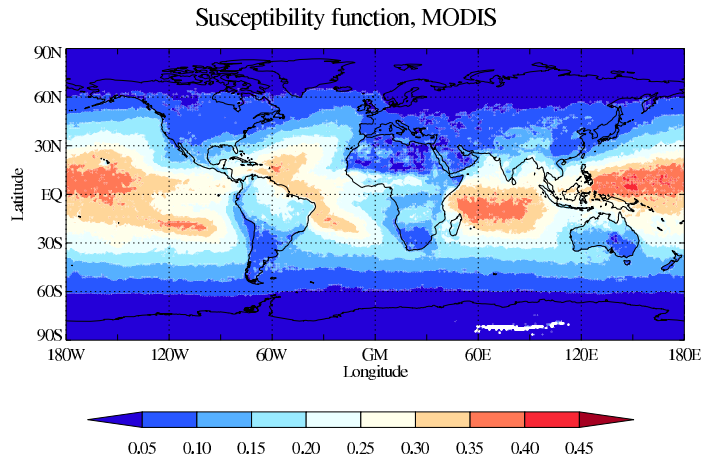 Susceptibility function, MODIS
90N
60N
30N
EQ
30S
60S
90S
Latitude
180W 120W 60W GM 60E 120E 180E
Longitude
0.05 0.10 0.15 0.20 0.25 0.30 0.35 0.40 0.45